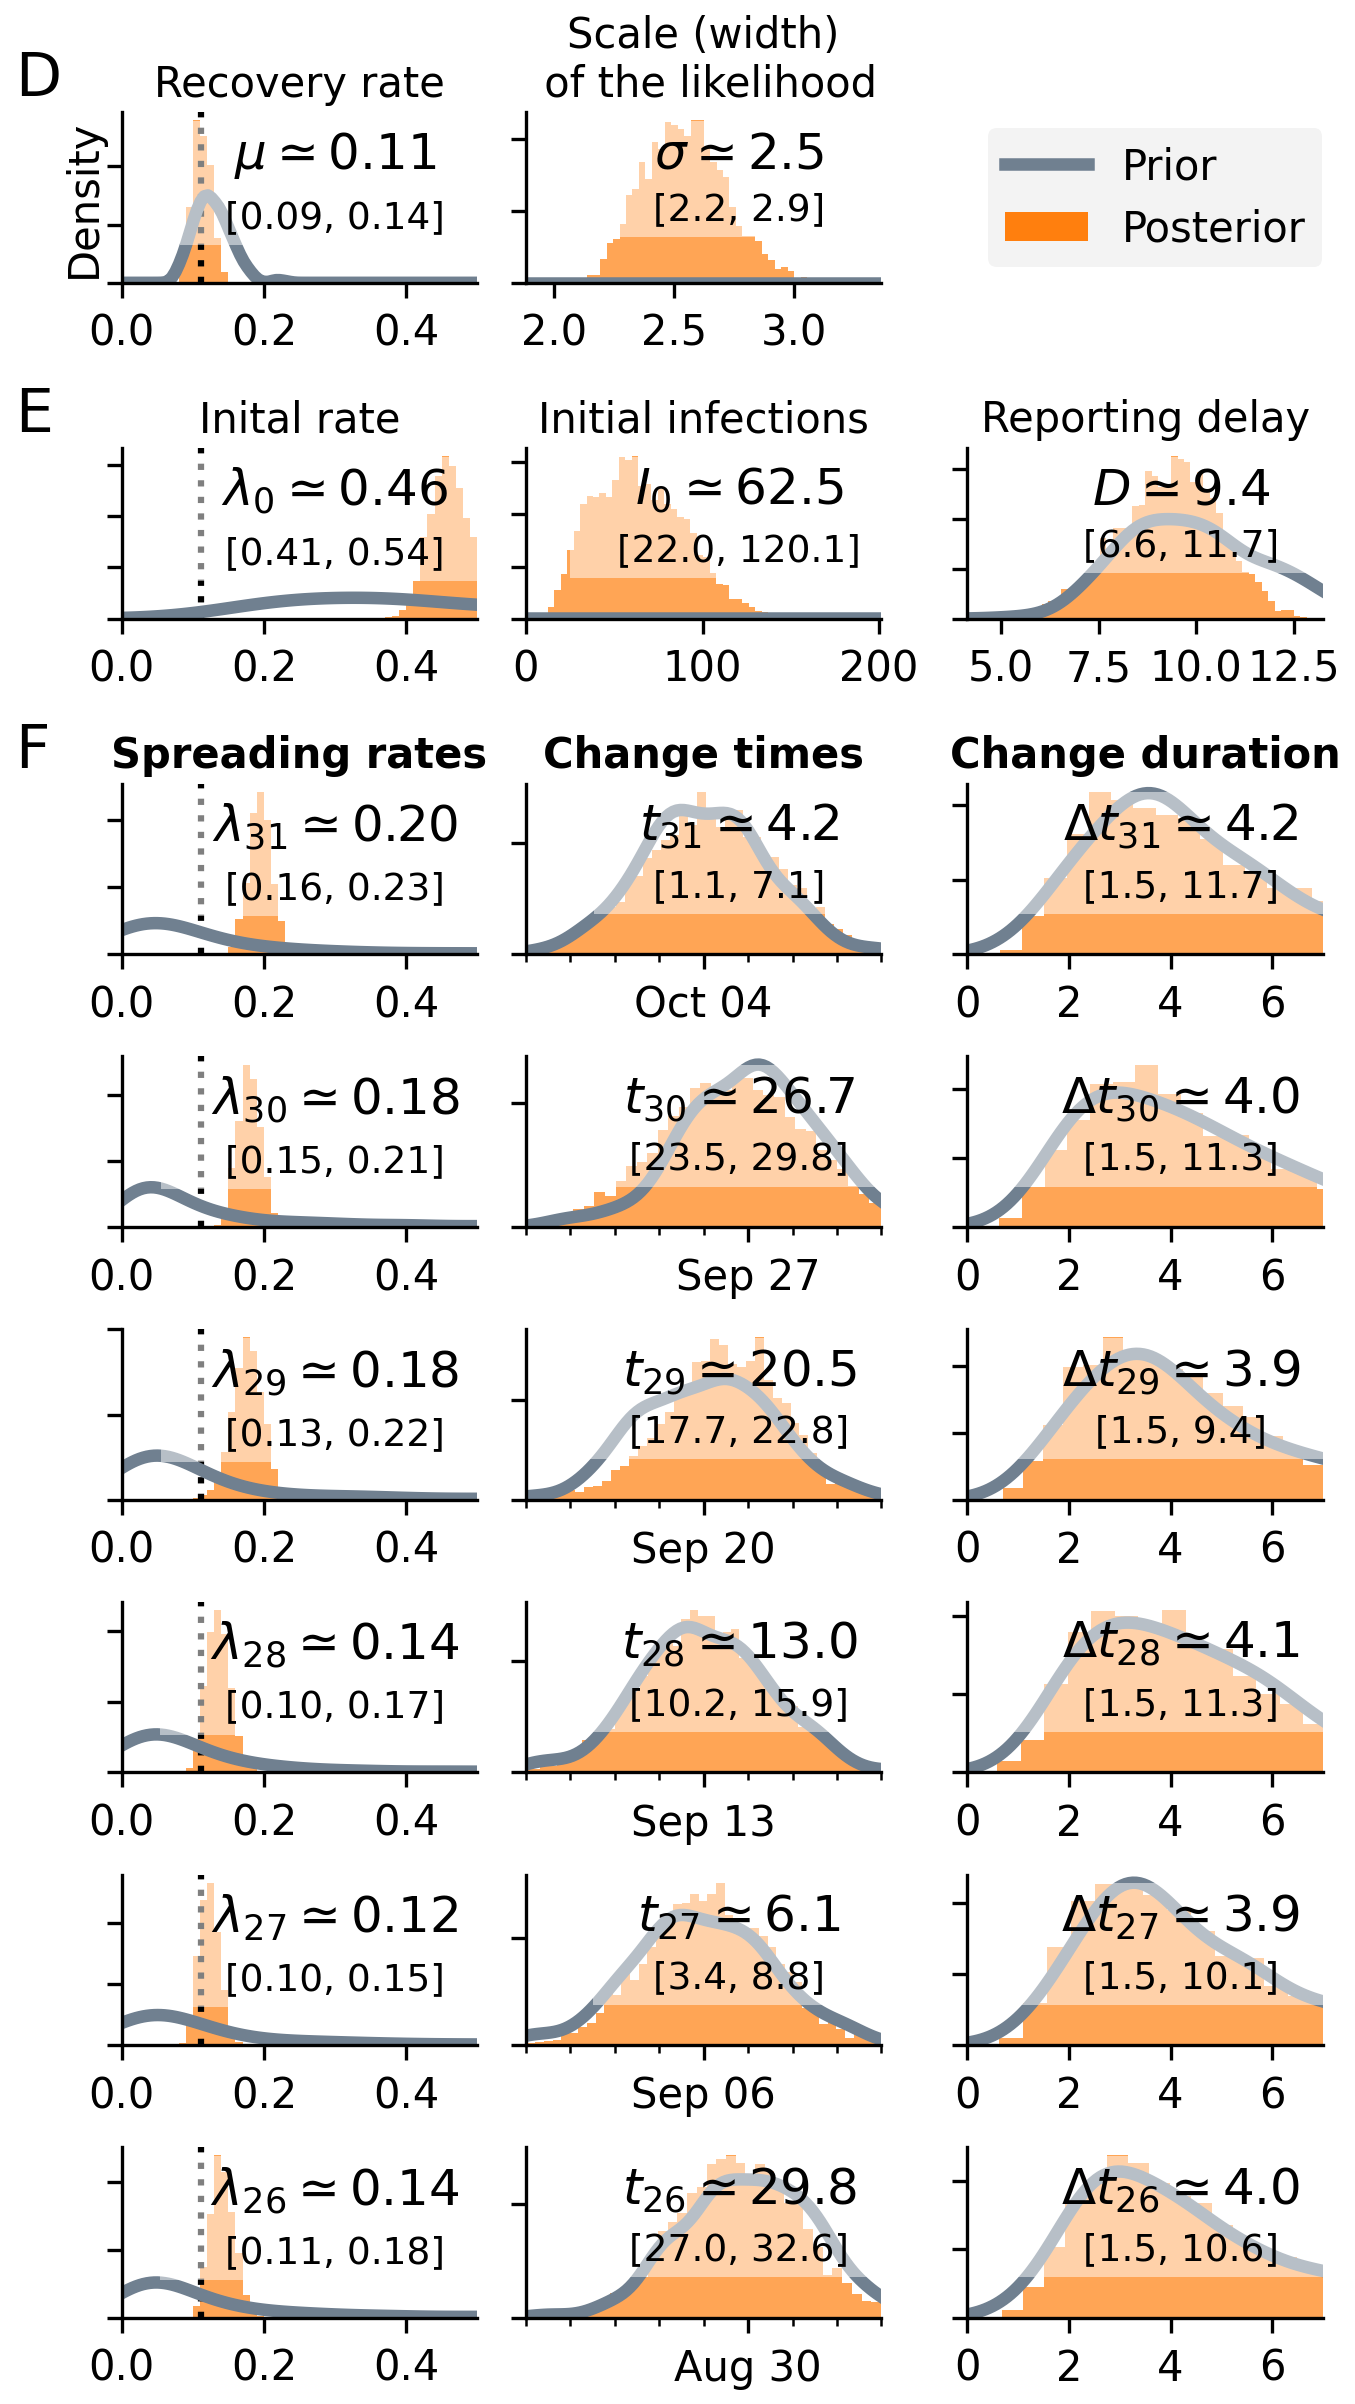 D
Recovery rate
Scale (width)
of the likelihood
Density
μ ≃ 0.11
[0.09, 0.14]
σ ≃ 2.5
[2.2, 2.9]
Prior
Posterior
0.0 0.2 0.4
2.0 2.5 3.0
E
Inital rate
Initial infections
Reporting delay
λ₀ ≃ 0.46
[0.41, 0.54]
I₀ ≃ 62.5
[22.0, 120.1]
D ≃ 9.4
[6.6, 11.7]
0.0 0.2 0.4
0 100 200
5.0 7.5 10.0 12.5
F
Spreading rates
Change times
Change duration
λ₃₁ ≃ 0.20
[0.16, 0.23]
t₃₁ ≃ 4.2
[1.1, 7.1]
Δt₃₁ ≃ 4.2
[1.5, 11.7]
0.0 0.2 0.4
Oct 04
0 2 4 6
λ₃₀ ≃ 0.18
[0.15, 0.21]
t₃₀ ≃ 26.7
[23.5, 29.8]
Δt₃₀ ≃ 4.0
[1.5, 11.3]
0.0 0.2 0.4
Sep 27
0 2 4 6
λ₂₉ ≃ 0.18
[0.13, 0.22]
t₂₉ ≃ 20.5
[17.7, 22.8]
Δt₂₉ ≃ 3.9
[1.5, 9.4]
0.0 0.2 0.4
Sep 20
0 2 4 6
λ₂₈ ≃ 0.14
[0.10, 0.17]
t₂₈ ≃ 13.0
[10.2, 15.9]
Δt₂₈ ≃ 4.1
[1.5, 11.3]
0.0 0.2 0.4
Sep 13
0 2 4 6
λ₂₇ ≃ 0.12
[0.10, 0.15]
t₂₇ ≃ 6.1
[3.4, 8.8]
Δt₂₇ ≃ 3.9
[1.5, 10.1]
0.0 0.2 0.4
Sep 06
0 2 4 6
λ₂₆ ≃ 0.14
[0.11, 0.18]
t₂₆ ≃ 29.8
[27.0, 32.6]
Δt₂₆ ≃ 4.0
[1.5, 10.6]
0.0 0.2 0.4
Aug 30
0 2 4 6